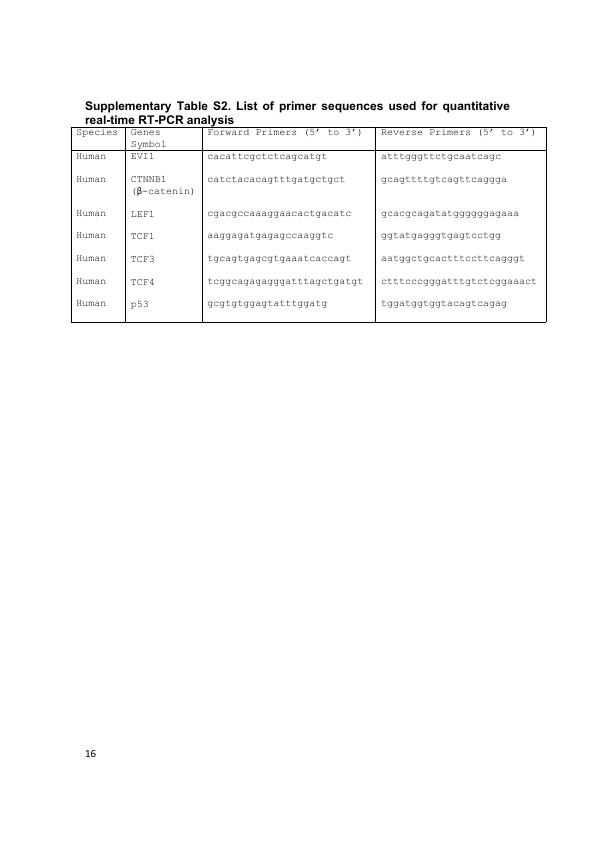 Supplementary Table S2. List of primer sequences used for quantitative
real-time RT-PCR analysis
Species Genes Forward Primers (5’ to 3’) Reverse Primers (5’ to 3’)
Symbol
Human EVI1 cacattcgctctcagcatgt atttgggttctgcaatcagc
Human CTNNB1 catctacacagtttgatgctgct gcagttttgtcagttcaggga
(β-catenin)
Human LEF1 cgacgccaaaggaacactgacatc gcacgcagatatggggggagaaa
Human TCF1 aaggagatgagagccaaggtc ggtatgagggtgagtcctgg
Human TCF3 tgcagtgagcgtgaaatcaccagt aatggctgcactttccttcagggt
Human TCF4 tcggcagagagggatttagctgatgt ctttcccgggatttgtctcggaaact
Human p53 gcgtgtggagtatttggatg tggatggtggtacagtcagag
16